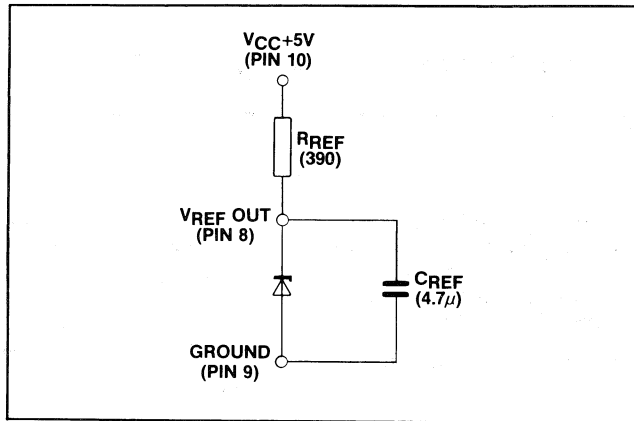 VCC+5V
(PIN 10)
RREF
(390)
VREF OUT
(PIN 8)
CREF
(4.7μ)
GROUND
(PIN 9)